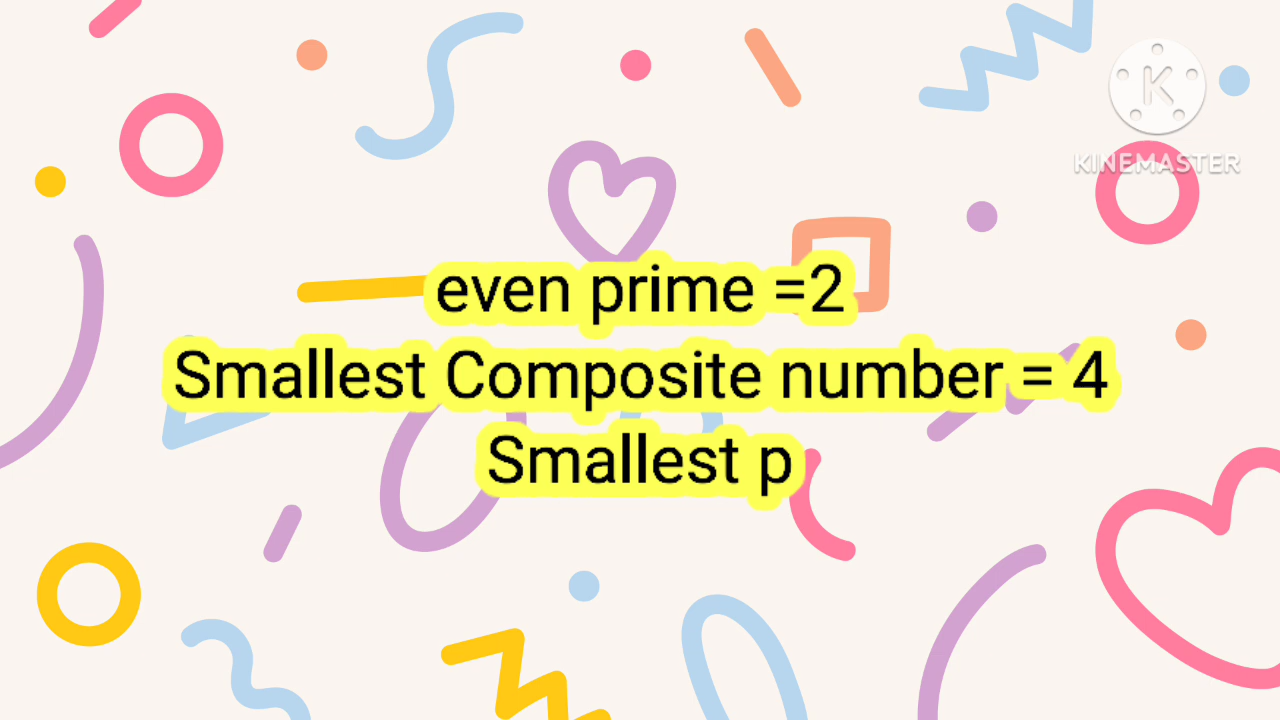 K
KINEMASTER
even prime =2
Smallest Composite number = 4
Smallest p